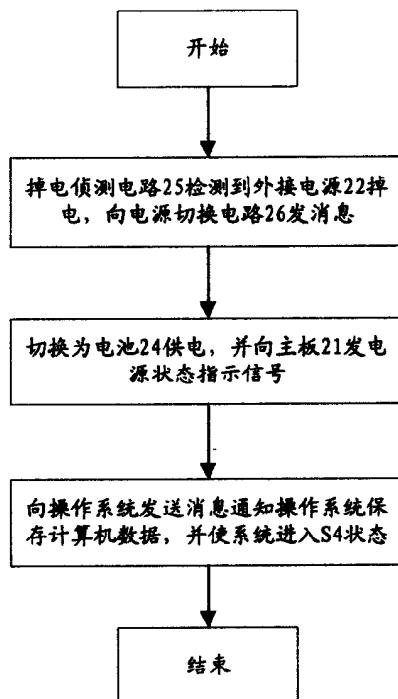 开始
掉电侦测电路25检测到外接电源22掉
电，向电源切换电路26发消息
切换为电池24供电，并向主板21发电
源状态指示信号
向操作系统发送消息通知操作系统保
存计算机数据，并使系统进入S4状态
结束